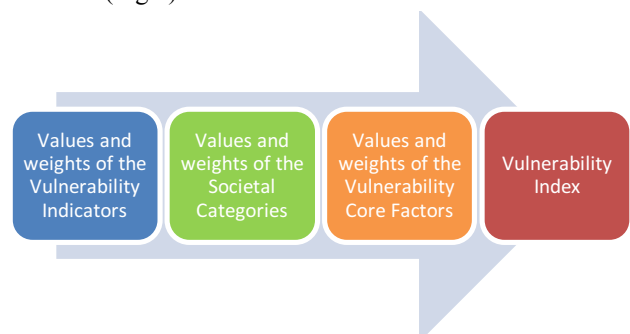 Values and
weights of the
Vulnerability
Indicators
Values and
weights of the
Societal
Categories
Values and
weights of the
Vulnerability
Core Factors
Vulnerability
Index